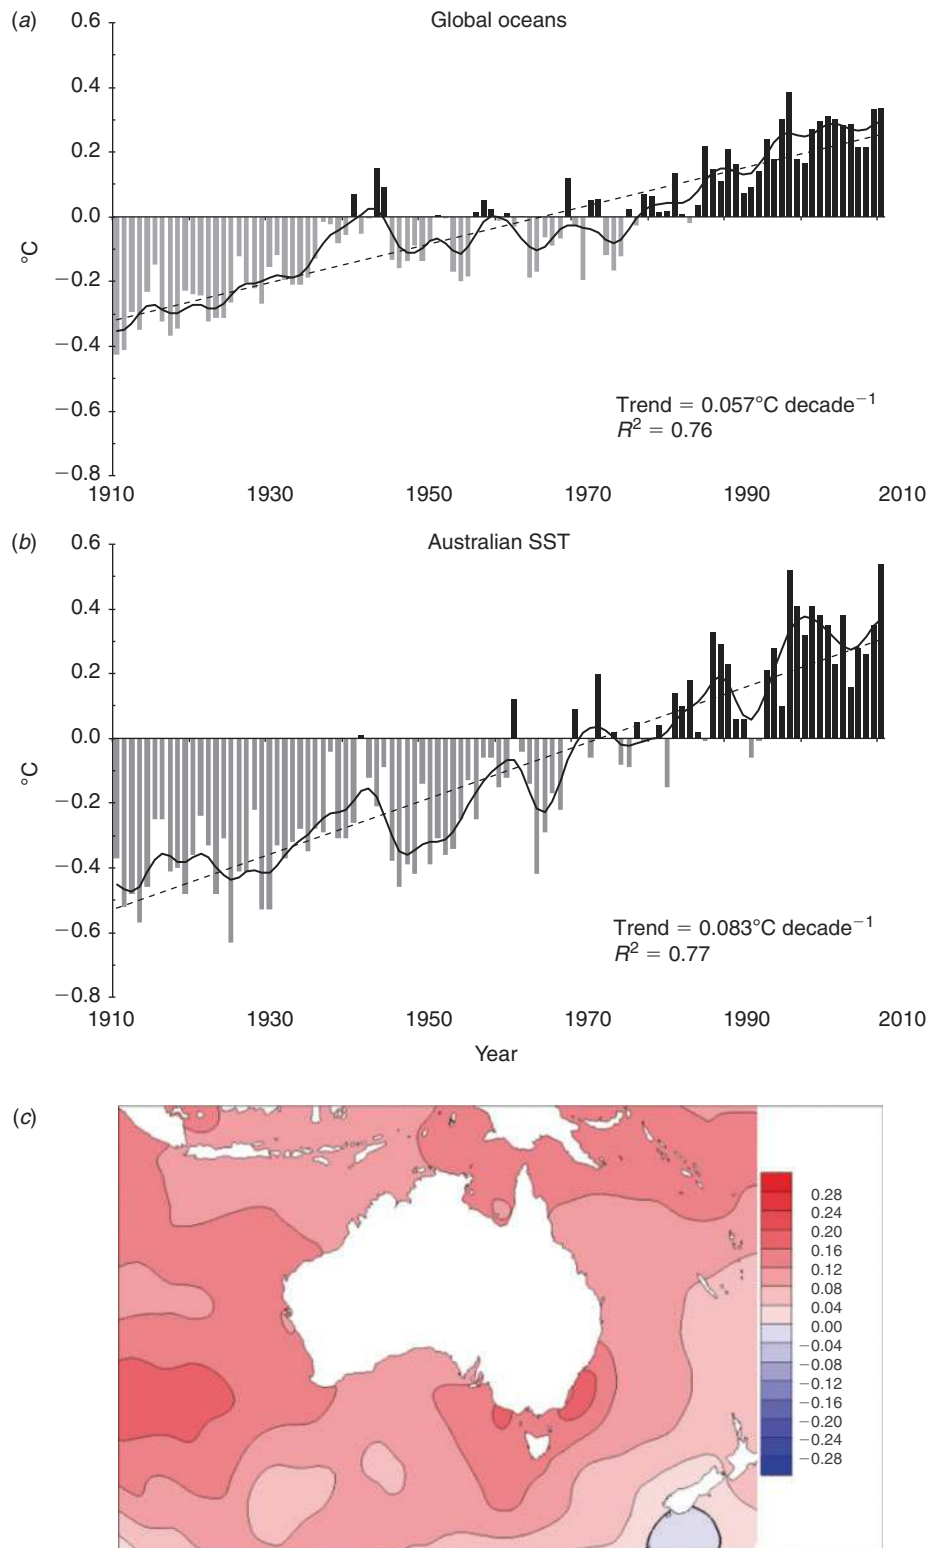 (a)
Global oceans
0.6
0.4
0.2
0.0
−0.2
−0.4
−0.6
−0.8
°C
Trend = 0.057°C decade⁻¹
R² = 0.76
1910 1930 1950 1970 1990 2010
(b)
Australian SST
0.6
0.4
0.2
0.0
−0.2
−0.4
−0.6
−0.8
°C
Trend = 0.083°C decade⁻¹
R² = 0.77
1910 1930 1950 1970 1990 2010
Year
(c)
0.28
0.24
0.20
0.16
0.12
0.08
0.04
0.00
−0.04
−0.08
−0.12
−0.16
−0.20
−0.24
−0.28